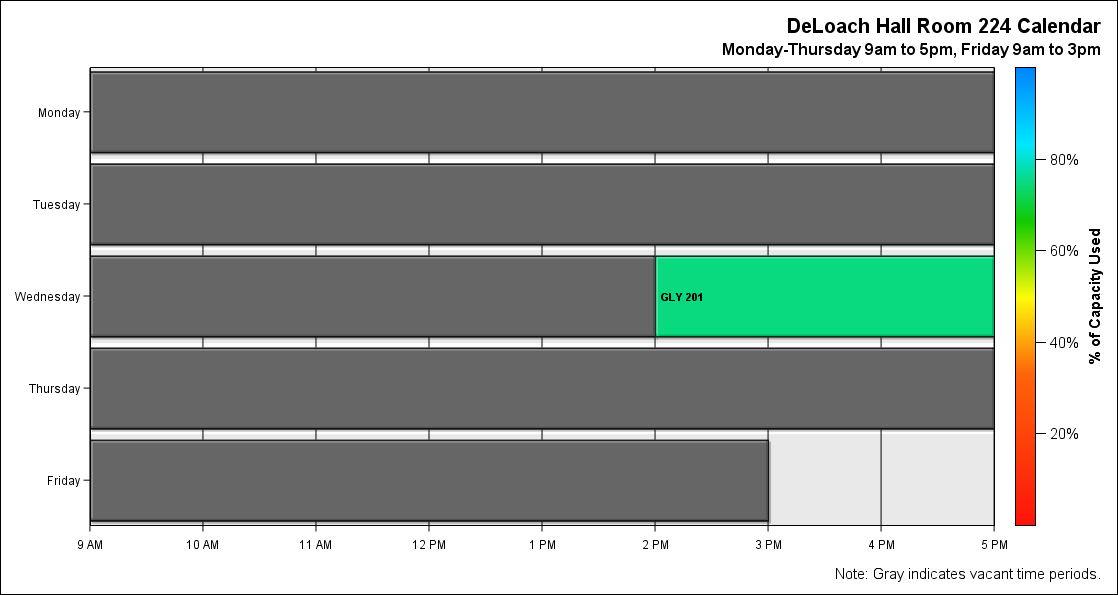 DeLoach Hall Room 224 Calendar
Monday-Thursday 9am to 5pm, Friday 9am to 3pm
Monday
Tuesday
Wednesday
Thursday
Friday
GLY 201
9 AM 10 AM 11 AM 12 PM 1 PM 2 PM 3 PM 4 PM 5 PM
80%
60%
40%
20%
% of Capacity Used
Note: Gray indicates vacant time periods.